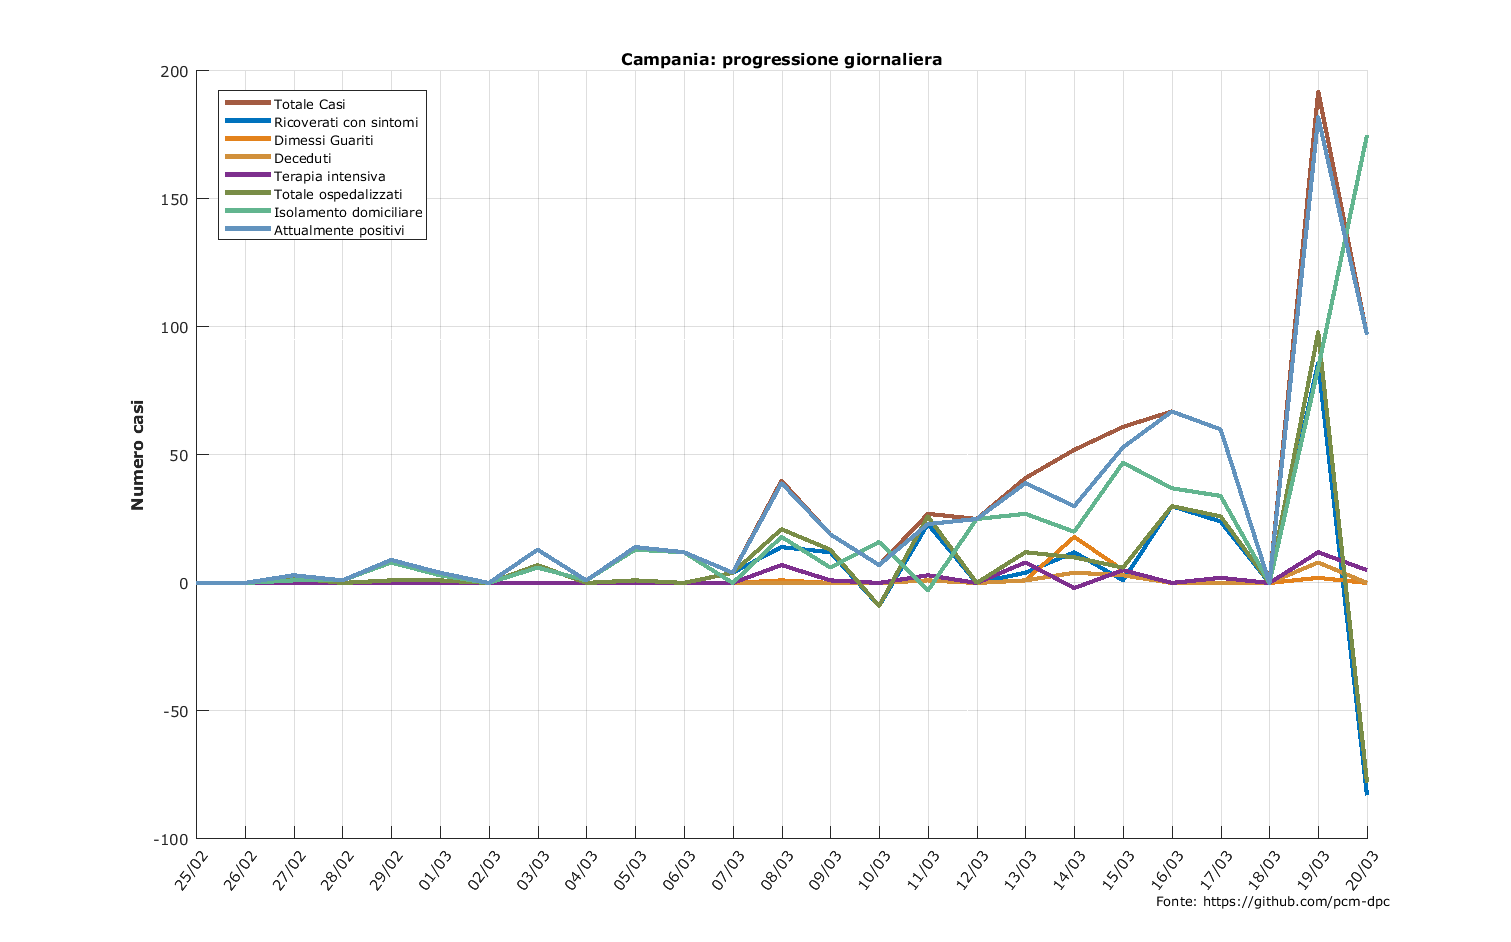 Campania: progressione giornaliera
200
150
100
50
0
-50
-100
Numero casi
Totale Casi
Ricoverati con sintomi
Dimessi Guariti
Deceduti
Terapia intensiva
Totale ospedalizzati
Isolamento domiciliare
Attualmente positivi
25/02
26/02
27/02
28/02
29/02
01/03
02/03
03/03
04/03
05/03
06/03
07/03
08/03
09/03
10/03
11/03
12/03
13/03
14/03
15/03
16/03
17/03
18/03
19/03
20/03
Fonte: https://github.com/pcm-dpc